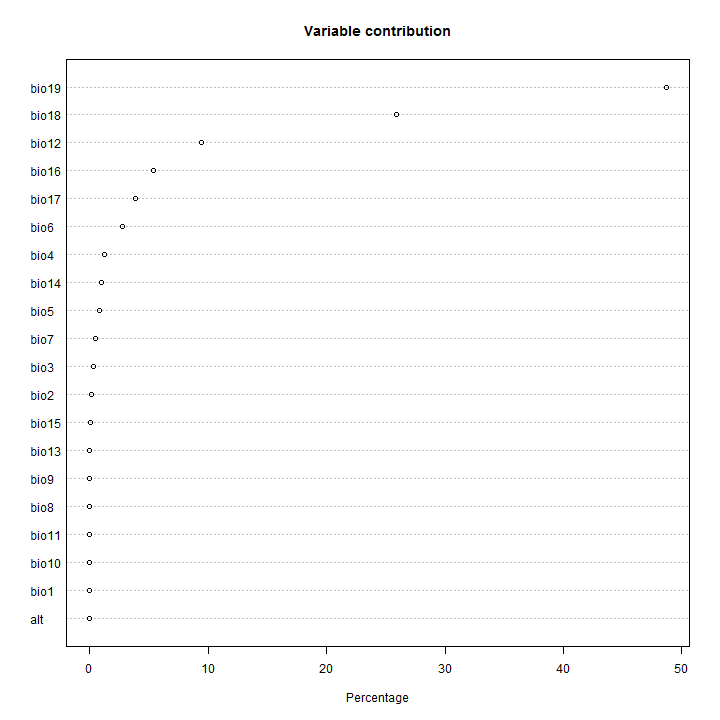 Variable contribution
bio19
bio18
bio12
bio16
bio17
bio6
bio4
bio14
bio5
bio7
bio3
bio2
bio15
bio13
bio9
bio8
bio11
bio10
bio1
alt
0 10 20 30 40 50
Percentage